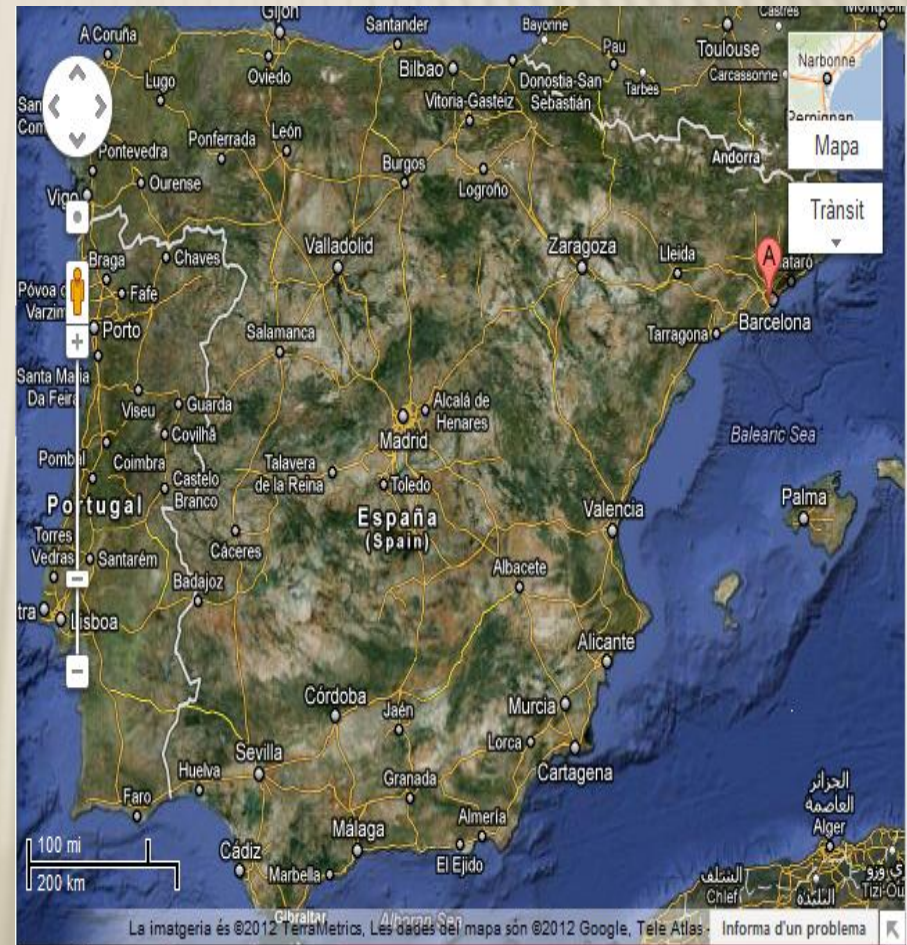 Gijón
Castres
Santander
Bayonne
A Coruña
Pau
Toulouse
Oviedo
Bilbao
Narbonne
Lugo
Donostia-San
Sebastián
Tarbes
Carcassonne
Vitoria-Gasteiz
Ponferrada
León
Pontevedra
Burgos
Andorra
Mapa
Ourense
Logroño
Vigo
Trànsit
Valladolid
Zaragoza
Lleida
A
Braga
Chaves
Fafe
Póvoa
Varzim
Porto
Salamanca
Tarragona
Barcelona
Santa Maria
Da Feira
Viseu
Guarda
Alcalá de
Henares
Madrid
Covilhã
Balearic Sea
Pombal
Coimbra
Talavera
de la Reina
Castelo
Branco
Toledo
Palma
Portugal
España
(Spain)
Valencia
Torres
Vedras
Santarém
Cáceres
Badajoz
Albacete
Lisboa
Alicante
Córdoba
Jaén
Murcia
Lorca
Sevilla
Cartagena
Huelva
Granada
Faro
Almería
الجزائر
العاصمة
Alger
Málaga
El Ejido
100 mi
Cádiz
200 km
Marbella
الشلف
Chlef
البليدة
Gibraltar
Alboran Sea
La imatgeria és ©2012 TerraMetrics, Les dades del mapa són ©2012 Google, Tele Atlas - Informa d'un problema